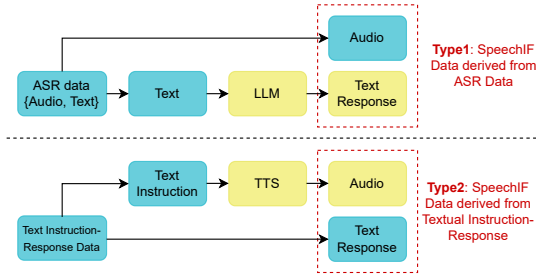 Audio
Type1: SpeechIF
Data derived from
ASR Data
ASR data
{Audio, Text}
Text
LLM
Text
Response
Text
Instruction
TTS
Audio
Type2: SpeechIF
Data derived from
Textual Instruction-
Response
Text Instruction-
Response Data
Text
Response